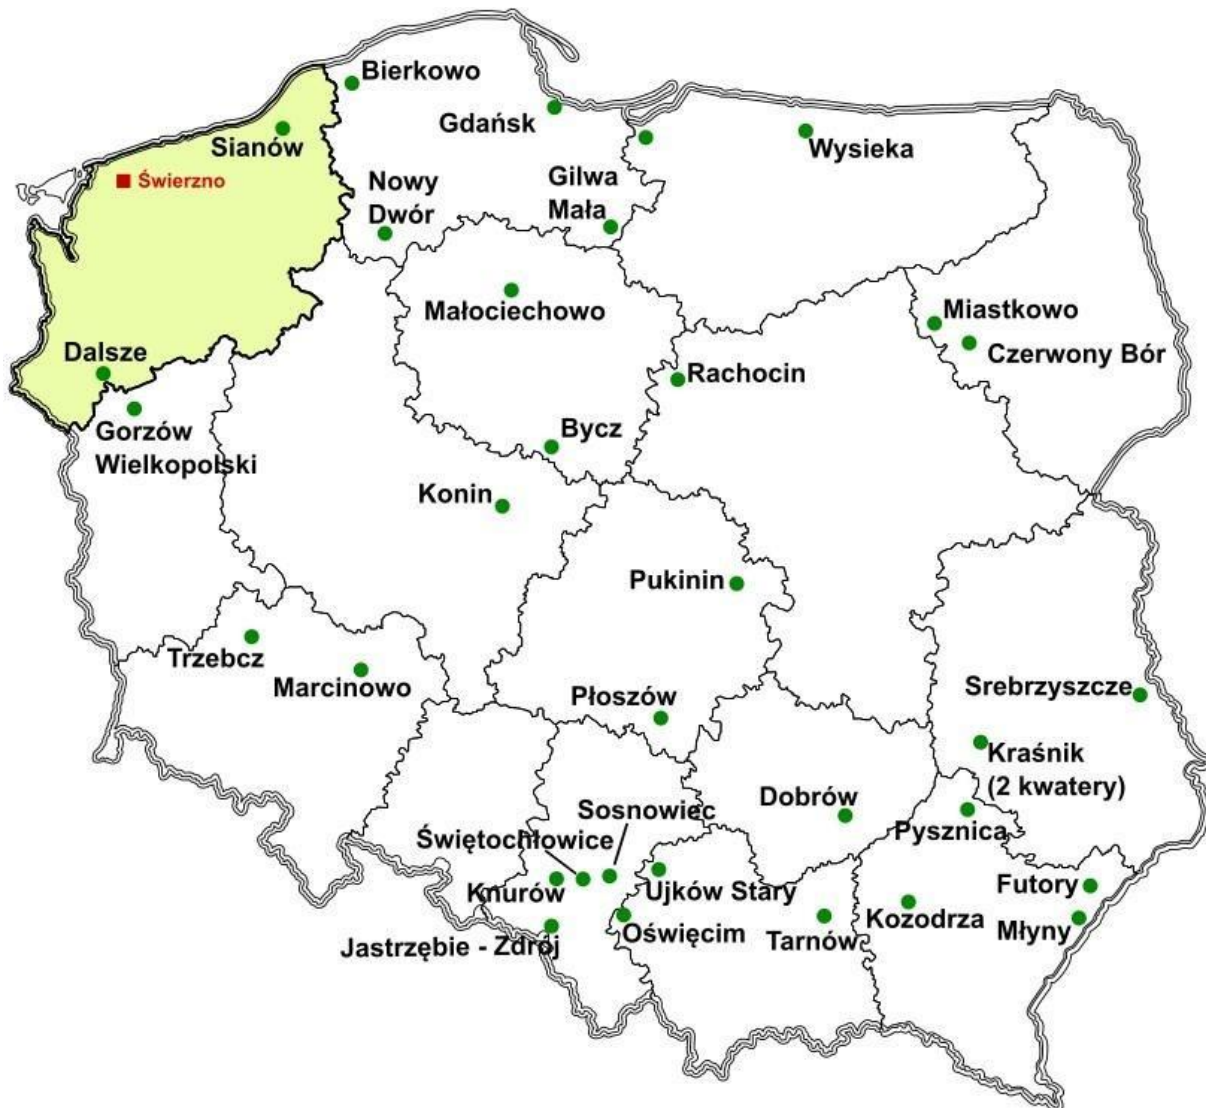 Bierkowo
Gdańsk
Sianów
Wysieka
Świerzno
Nowy
Dwór
Gilwa
Mała
Małociechowo
Miastkowo
Czerwony Bór
Dalsze
Rachocin
Gorzów
Wielkopolski
Bycz
Konin
Pukinin
Trzebcz
Marcinowo
Płoszów
Srebrzyszcze
Kraśnik
(2 kwatery)
Dobrów
Sosnowiec
Pysznica
Świętochłowice
Knurów
Ujków Stary
Futory
Kozodrza
Młyny
Oświęcim
Tarnów
Jastrzębie - Zdrój